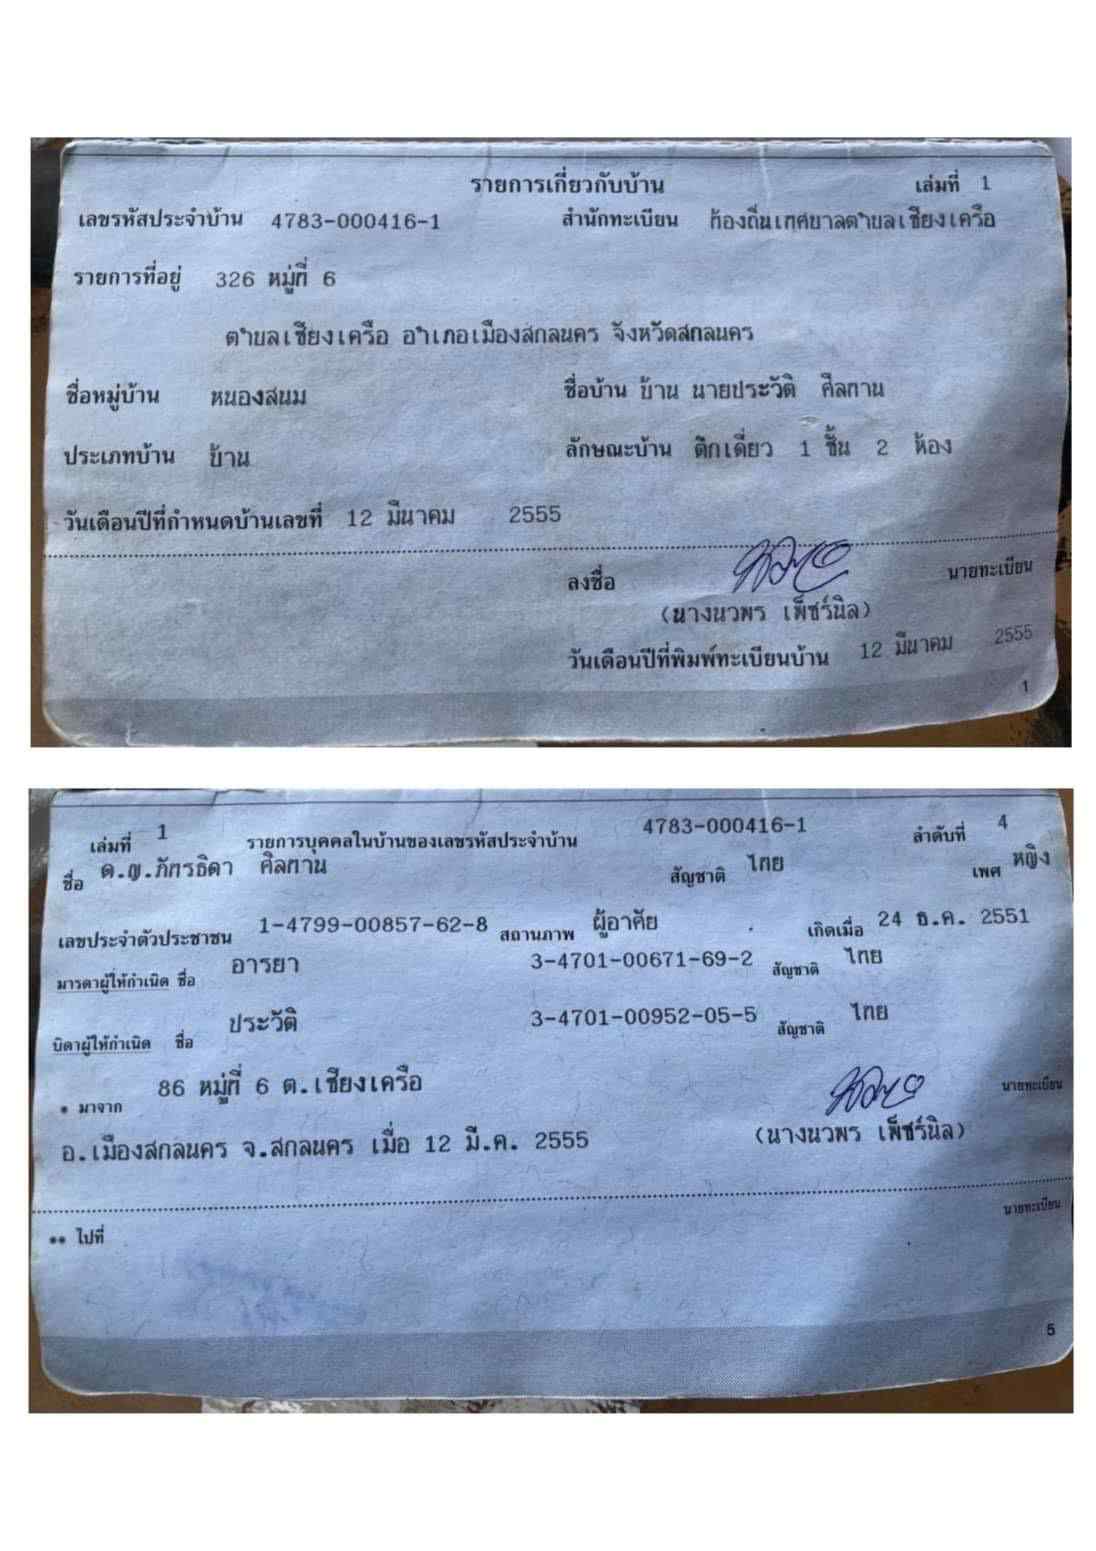 รายการเกี่ยวกับบ้าน เล่มที่ 1
เลขรหัสประจำบ้าน 4783-000416-1 สำนักทะเบียน ท้องถิ่นเทศบาลตำบลเชียงเครือ
รายการที่อยู่ 326 หมู่ที่ 6
ตำบลเชียงเครือ อำเภอเมืองสกลนคร จังหวัดสกลนคร
ชื่อหมู่บ้าน หนองสนม ชื่อบ้าน บ้าน นายประวัติ ศีลทาน
ประเภทบ้าน บ้าน ลักษณะบ้าน ตึกเดี่ยว 1 ชั้น 2 ห้อง
วันเดือนปีที่กำหนดบ้านเลขที่ 12 มีนาคม 2555
ลงชื่อ นายทะเบียน
(นางนวพร เพ็ชร์นิล)
วันเดือนปีที่พิมพ์ทะเบียนบ้าน 12 มีนาคม 2555
1
เล่มที่ 1 รายการบุคคลในบ้านของเลขรหัสประจำบ้าน 4783-000416-1 ลำดับที่ 4
ชื่อ ด.ญ.ภัทรธิดา ศีลทาน สัญชาติ ไทย เพศ หญิง
เลขประจำตัวประชาชน 1-4799-00857-62-8 สถานภาพ ผู้อาศัย เกิดเมื่อ 24 ธ.ค. 2551
มารดาผู้ให้กำเนิด ชื่อ อารยา 3-4701-00671-69-2 สัญชาติ ไทย
บิดาผู้ให้กำเนิด ชื่อ ประวัติ 3-4701-00952-05-5 สัญชาติ ไทย
* มาจาก 86 หมู่ที่ 6 ต.เชียงเครือ นายทะเบียน
อ.เมืองสกลนคร จ.สกลนคร เมื่อ 12 มี.ค. 2555 (นางนวพร เพ็ชร์นิล)
** ไปที่ นายทะเบียน
5